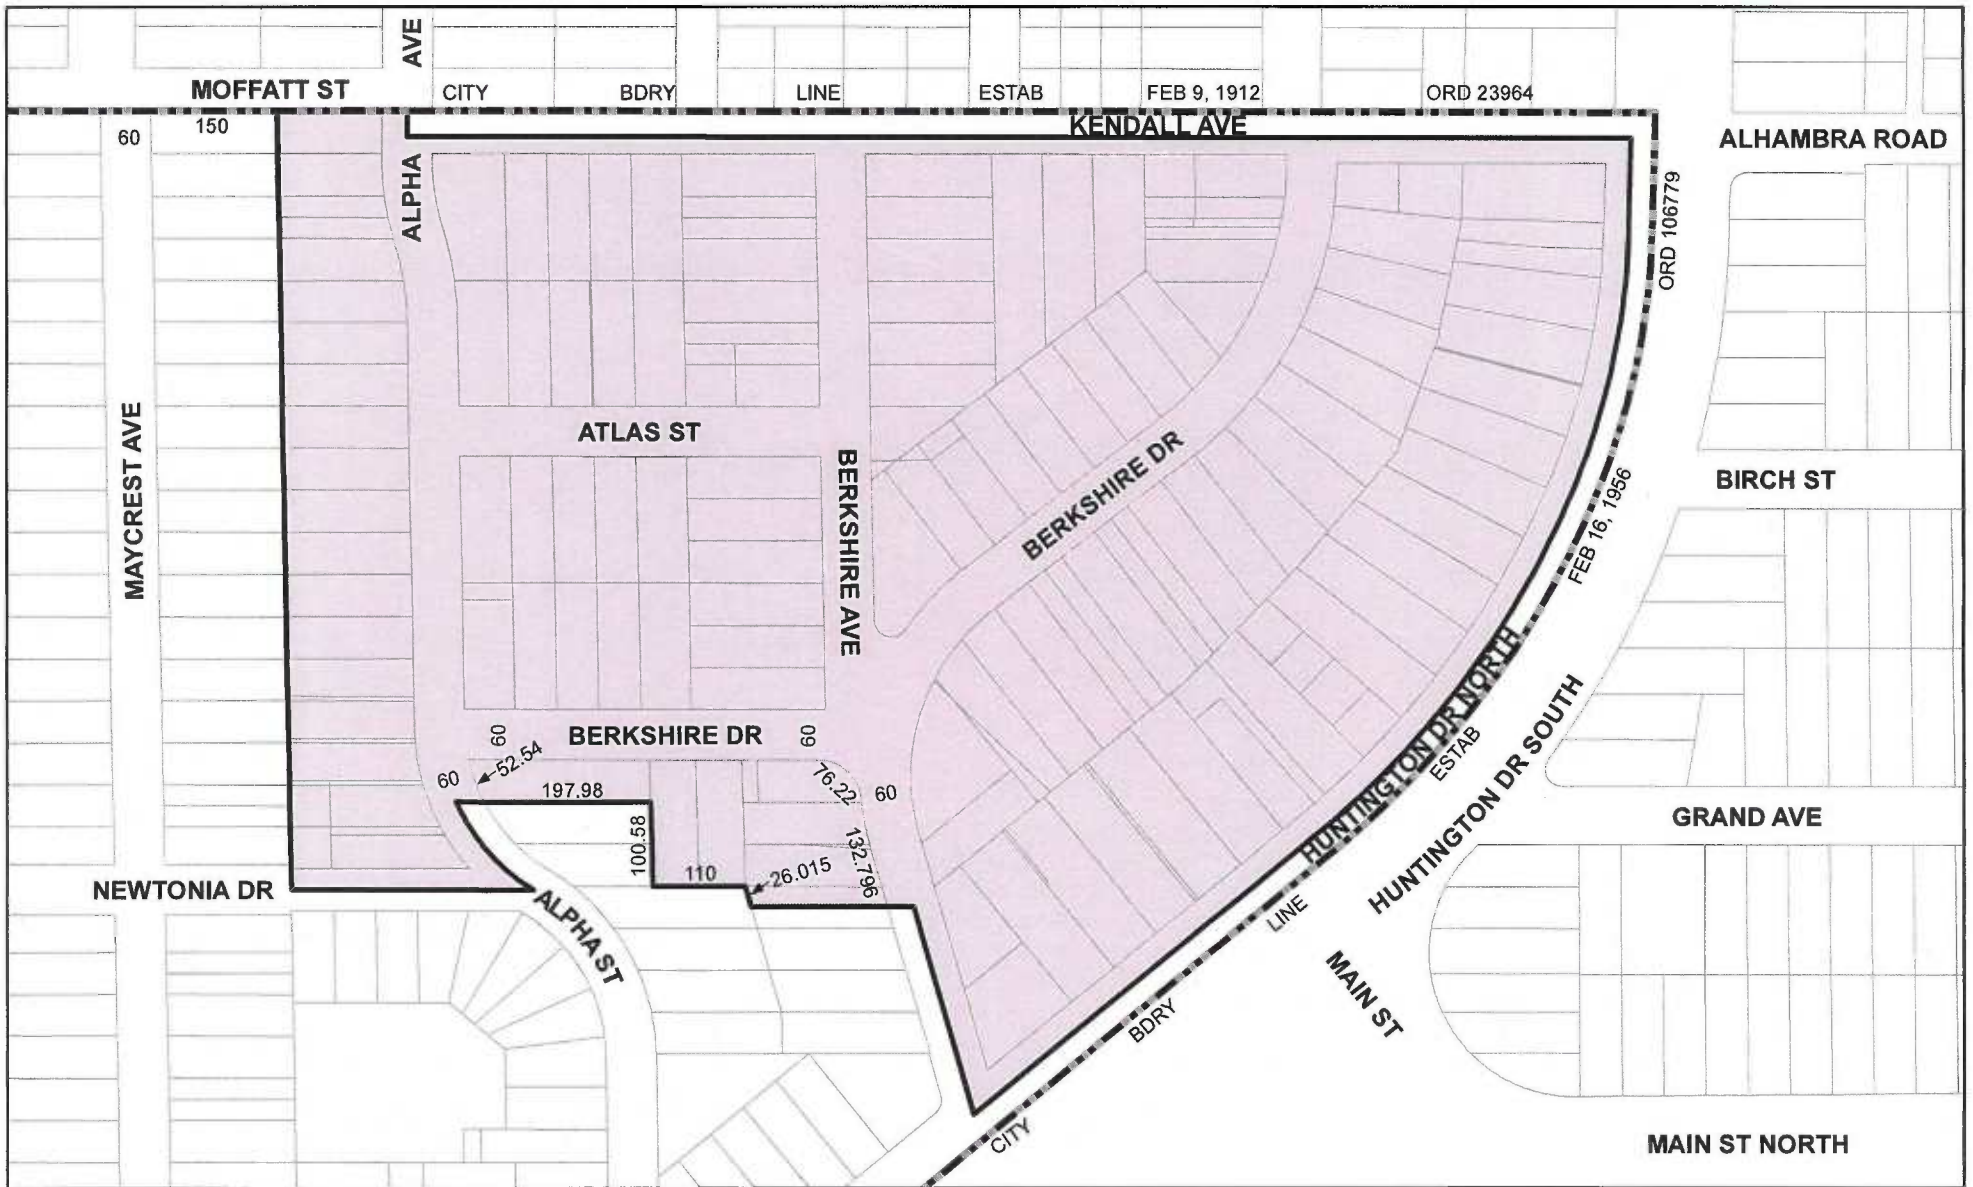 AVE
MOFFATT ST
CITY BDRY LINE ESTAB FEB 9, 1912 ORD 23964
60
150
KENDALL AVE
ALHAMBRA ROAD
ALPHA
ORD 106779
MAYCREST AVE
ATLAS ST
BERKSHIRE AVE
BERKSHIRE DR
BIRCH ST
FEB 16, 1956
60
BERKSHIRE DR
60
HUNTINGTON DR NORTH
ESTAB
HUNTINGTON DR SOUTH
60
52.54
197.98
76.22
60
GRAND AVE
100.58
110
26.015
132.796
NEWTONIA DR
ALPHA ST
LINE
MAIN ST
BDRY
CITY
MAIN ST NORTH